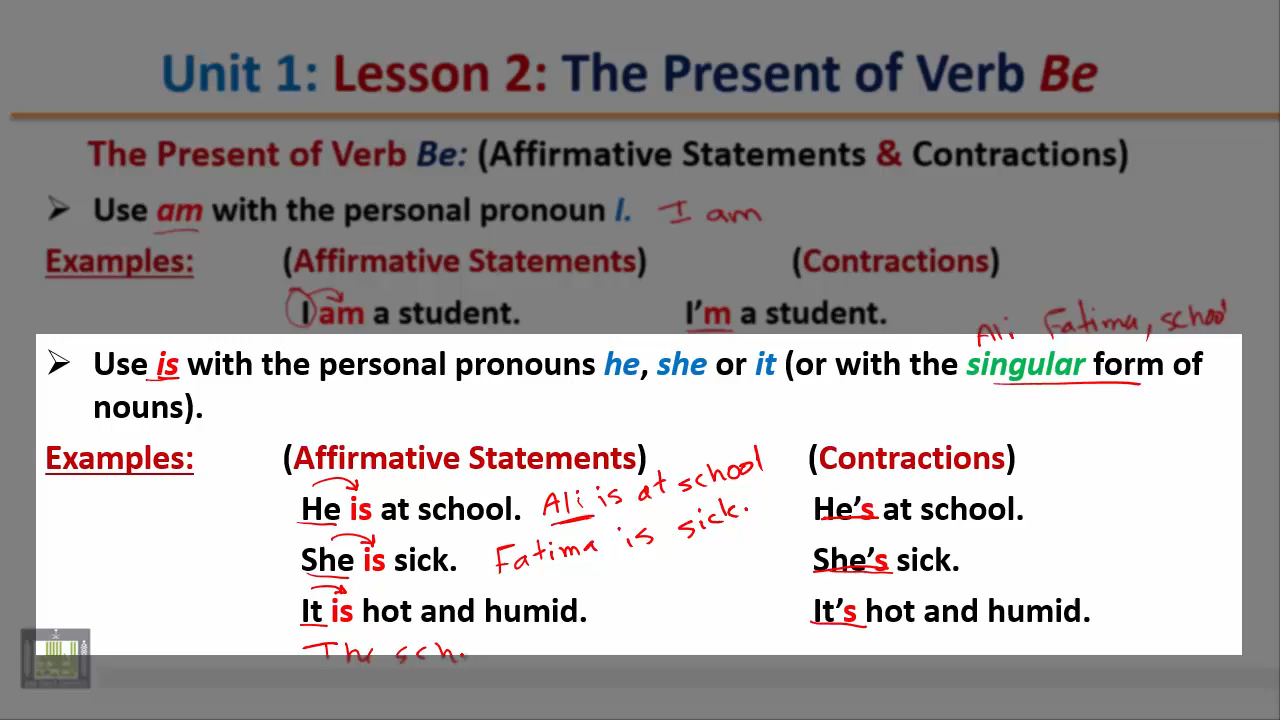 Unit 1: Lesson 2: The Present of Verb Be
The Present of Verb Be: (Affirmative Statements & Contractions)
➢ Use am with the personal pronoun I. I am
Examples: (Affirmative Statements) (Contractions)
I am a student. I'm a student.
Ali Fatima, school
➢ Use is with the personal pronouns he, she or it (or with the singular form of
nouns).
Examples: (Affirmative Statements) (Contractions)
He is at school. Ali is at school He's at school.
She is sick. Fatima is sick. She's sick.
It is hot and humid. It's hot and humid.
The sch